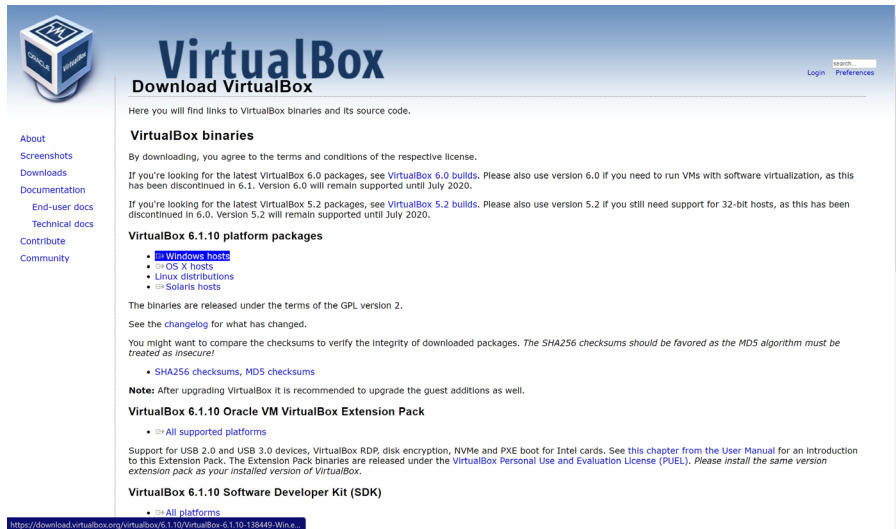 VirtualBox
search...
Login Preferences
Download VirtualBox
Here you will find links to VirtualBox binaries and its source code.
About
Screenshots
Downloads
Documentation
End-user docs
Technical docs
Contribute
Community
VirtualBox binaries
By downloading, you agree to the terms and conditions of the respective license.
If you're looking for the latest VirtualBox 6.0 packages, see VirtualBox 6.0 builds. Please also use version 6.0 if you need to run VMs with software virtualization, as this
has been discontinued in 6.1. Version 6.0 will remain supported until July 2020.
If you're looking for the latest VirtualBox 5.2 packages, see VirtualBox 5.2 builds. Please also use version 5.2 if you still need support for 32-bit hosts, as this has been
discontinued in 6.0. Version 5.2 will remain supported until July 2020.
VirtualBox 6.1.10 platform packages
Windows hosts
OS X hosts
Linux distributions
Solaris hosts
The binaries are released under the terms of the GPL version 2.
See the changelog for what has changed.
You might want to compare the checksums to verify the integrity of downloaded packages. The SHA256 checksums should be favored as the MD5 algorithm must be
treated as insecure!
SHA256 checksums, MD5 checksums
Note: After upgrading VirtualBox it is recommended to upgrade the guest additions as well.
VirtualBox 6.1.10 Oracle VM VirtualBox Extension Pack
All supported platforms
Support for USB 2.0 and USB 3.0 devices, VirtualBox RDP, disk encryption, NVMe and PXE boot for Intel cards. See this chapter from the User Manual for an introduction
to this Extension Pack. The Extension Pack binaries are released under the VirtualBox Personal Use and Evaluation License (PUEL). Please install the same version
extension pack as your installed version of VirtualBox.
VirtualBox 6.1.10 Software Developer Kit (SDK)
All platforms
https://download.virtualbox.org/virtualbox/6.1.10/VirtualBox-6.1.10-138449-Win.e...
ORACLE
VM
VirtualBox